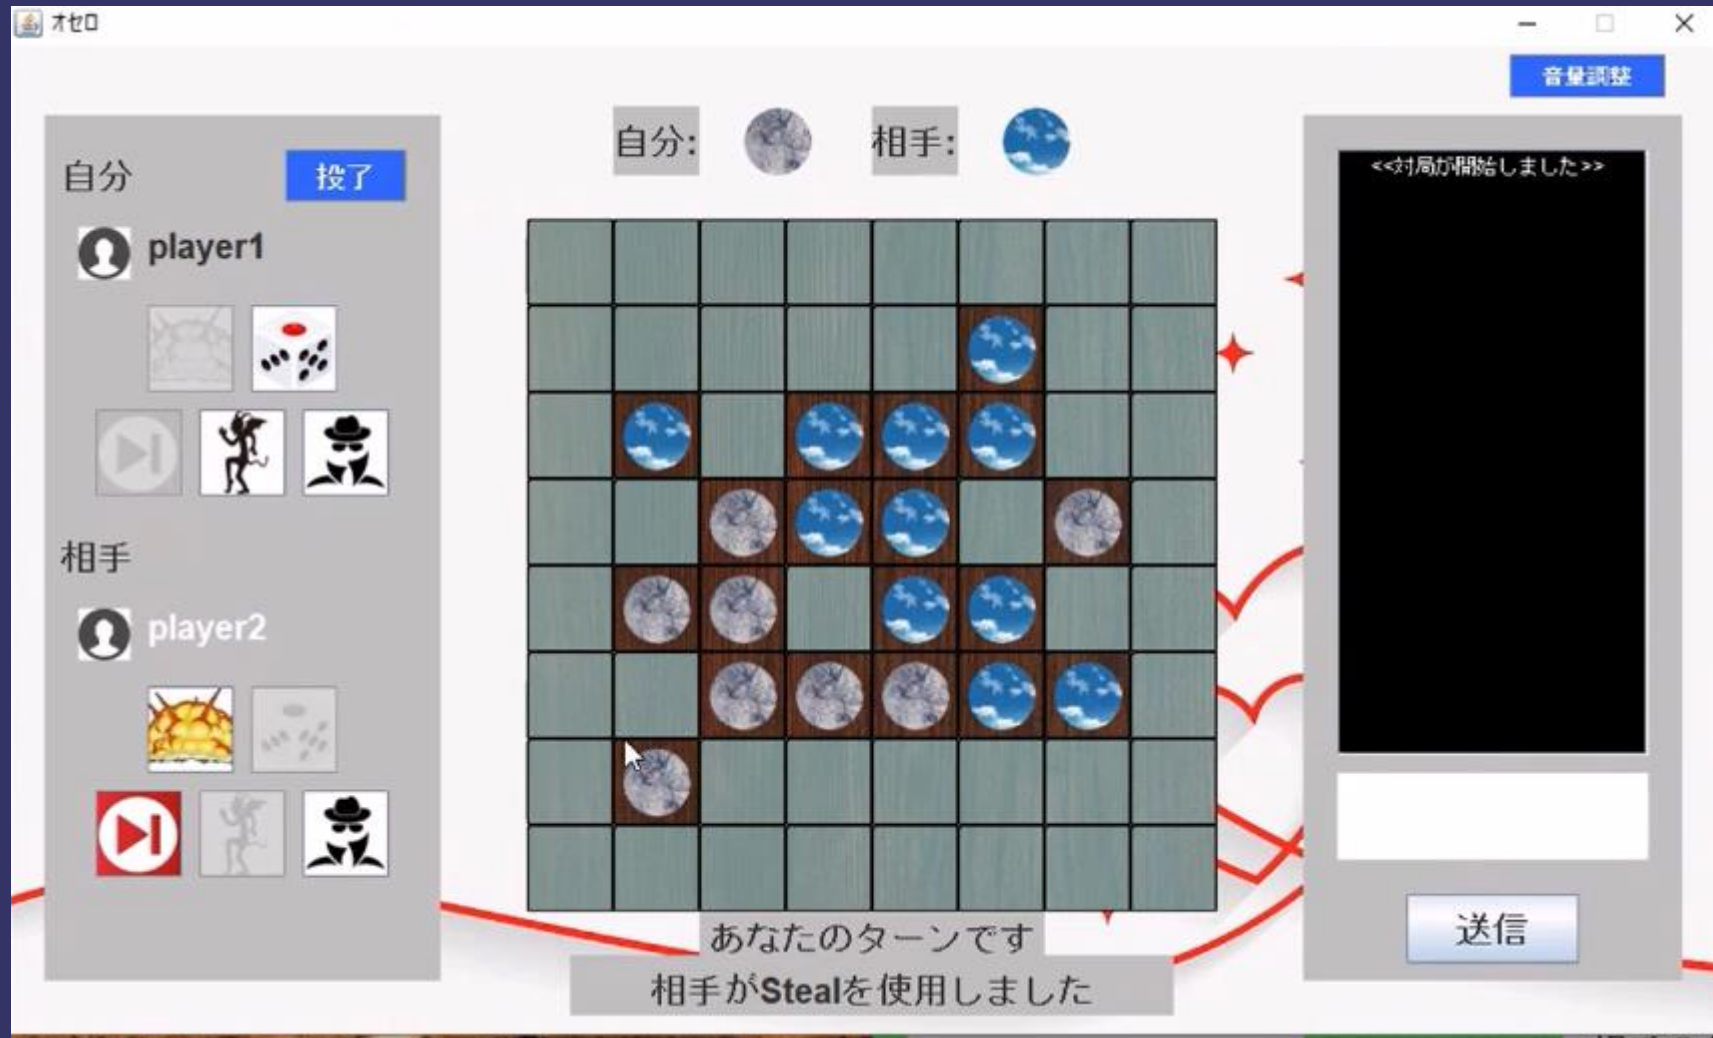 オセロ
音量調整
自分:
相手:
自分
投了
player1
相手
player2
<<対局が開始しました>>
送信
あなたのターンです
相手がStealを使用しました